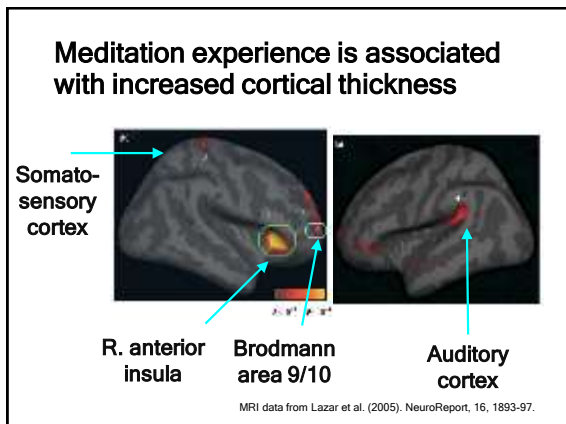 Meditation experience is associated
with increased cortical thickness
Somato-
sensory
cortex
R. anterior
insula
Brodmann
area 9/10
Auditory
cortex
MRI data from Lazar et al. (2005). NeuroReport, 16, 1893-97.